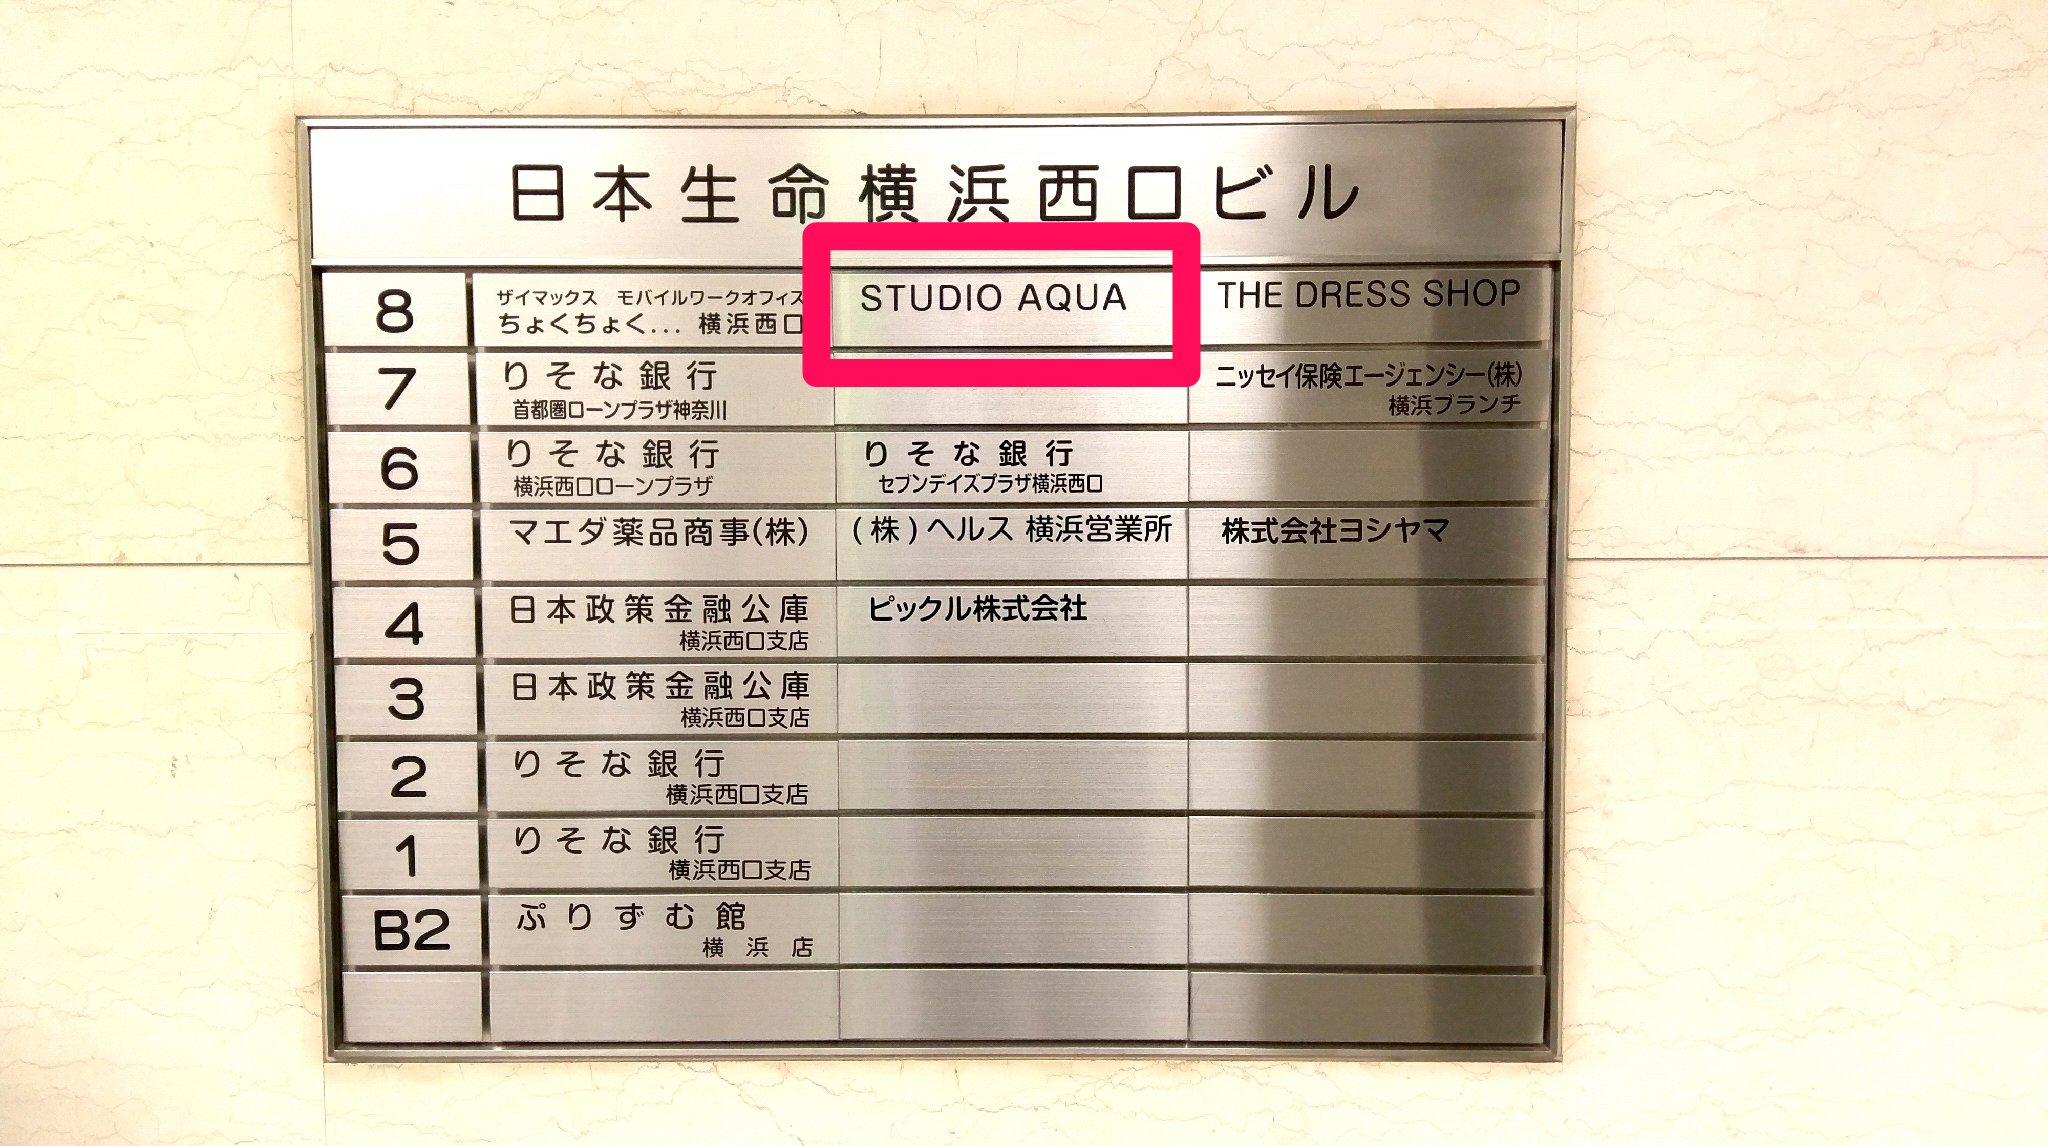 日本生命横浜西口ビル
8
ザイマックス モバイルワークオフィス
ちょくちょく... 横浜西口
STUDIO AQUA
THE DRESS SHOP
7
りそな銀行
首都圏ローンプラザ神奈川
ニッセイ保険エージェンシー(株)
横浜ブランチ
6
りそな銀行
横浜西口ローンプラザ
りそな銀行
セブンデイズプラザ横浜西口
5
マエダ薬品商事(株)
(株)ヘルス 横浜営業所
株式会社ヨシヤマ
4
日本政策金融公庫
横浜西口支店
ピックル株式会社
3
日本政策金融公庫
横浜西口支店
2
りそな銀行
横浜西口支店
1
りそな銀行
横浜西口支店
B2
ぷりずむ館
横浜店